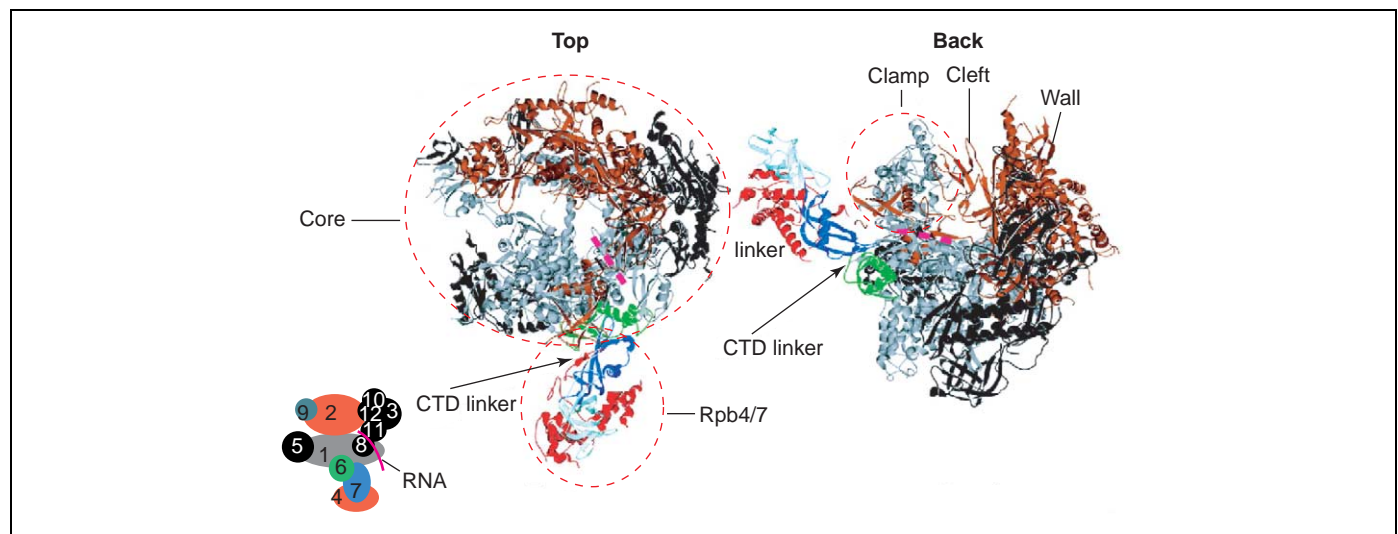 Top
Back
Clamp
Cleft
Wall
Core
linker
CTD linker
CTD linker
Rpb4/7
RNA
10
9
2
12
3
11
5
1
8
6
4
7